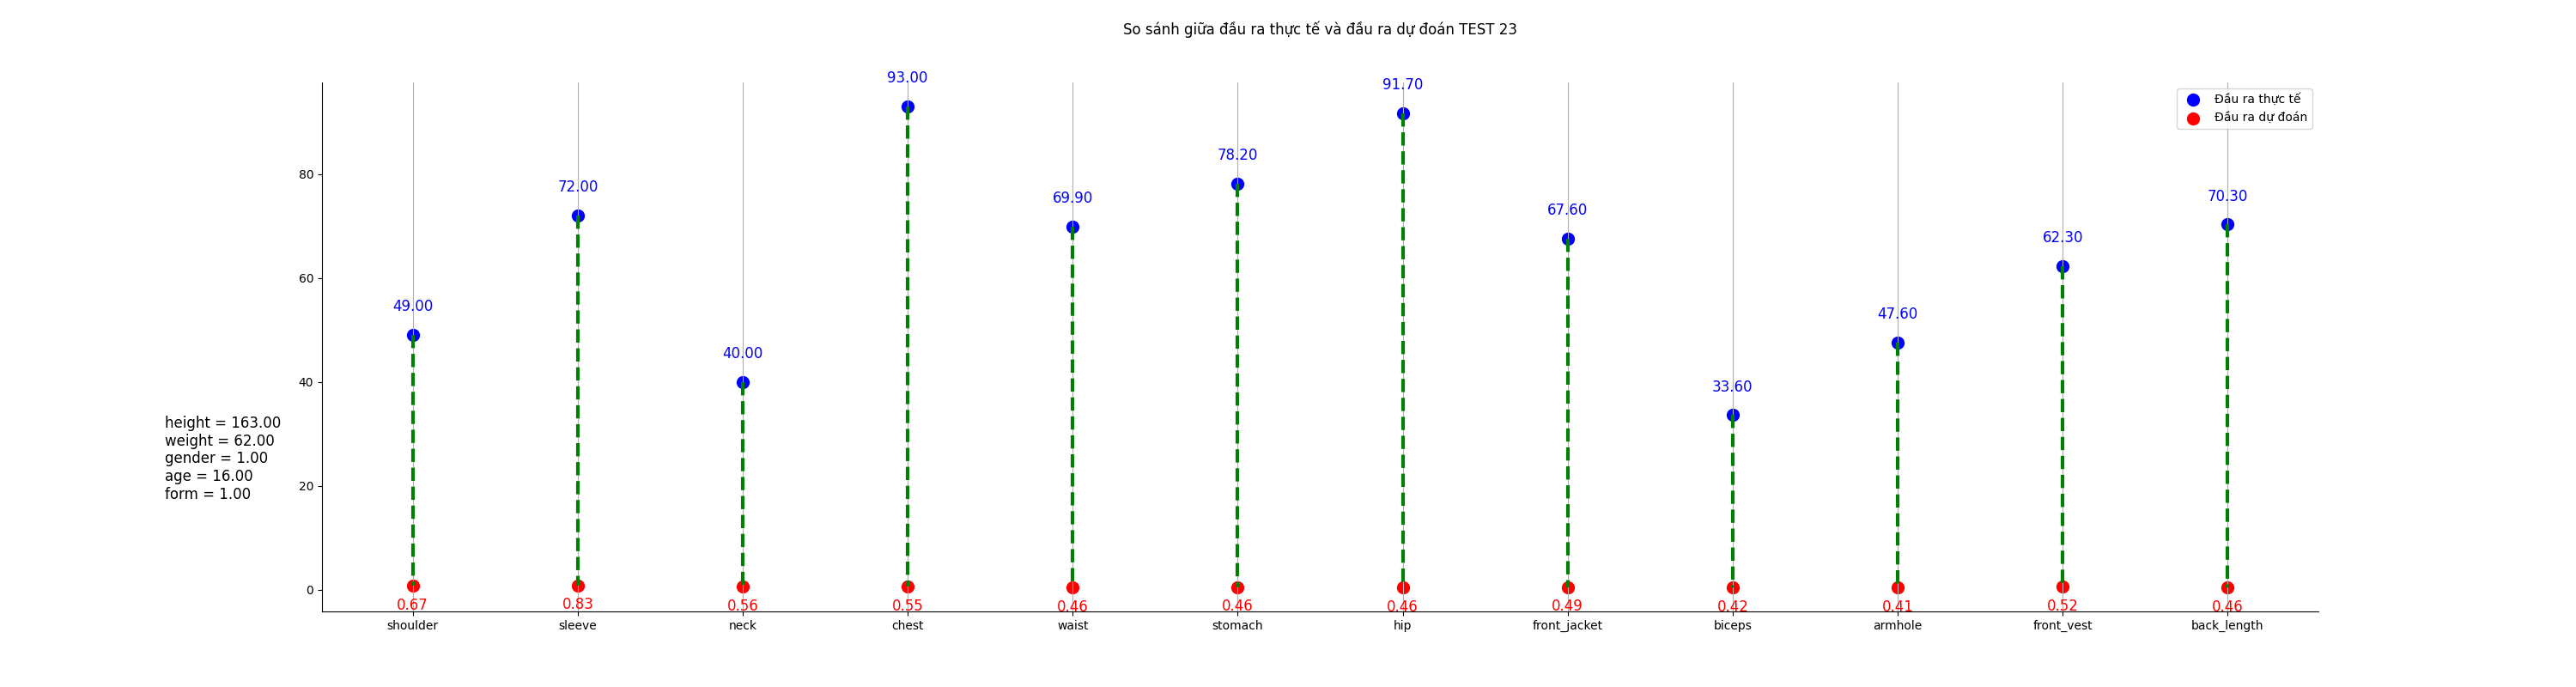 So sánh giữa đầu ra thực tế và đầu ra dự đoán TEST 23
93.00
91.70
Đầu ra thực tế
Đầu ra dự đoán
80
78.20
72.00
69.90
67.60
70.30
60
62.30
49.00
47.60
40.00
40
33.60
height = 163.00
weight = 62.00
gender = 1.00
age = 16.00
form = 1.00
20
0
0.67 0.83 0.56 0.55 0.46 0.46 0.46 0.49 0.42 0.41 0.52 0.46
shoulder sleeve neck chest waist stomach hip front_jacket biceps armhole front_vest back_length